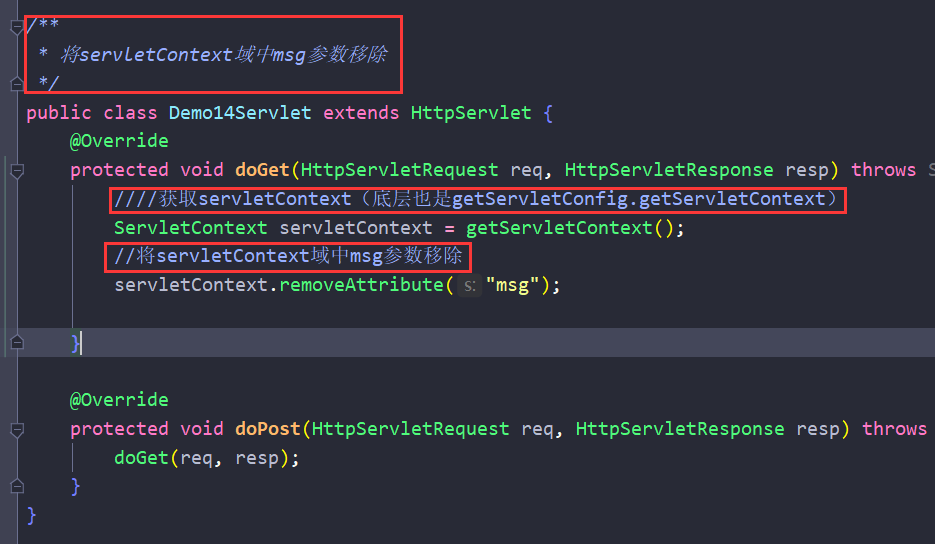 /**
 * 将servletContext域中msg参数移除
 */
public class Demo14Servlet extends HttpServlet {
    @Override
    protected void doGet(HttpServletRequest req, HttpServletResponse resp) throws
        ////获取servletContext（底层也是getServletConfig.getServletContext）
        ServletContext servletContext = getServletContext();
        //将servletContext域中msg参数移除
        servletContext.removeAttribute( s: "msg");
    }
    @Override
    protected void doPost(HttpServletRequest req, HttpServletResponse resp) throws
        doGet(req, resp);
    }
}